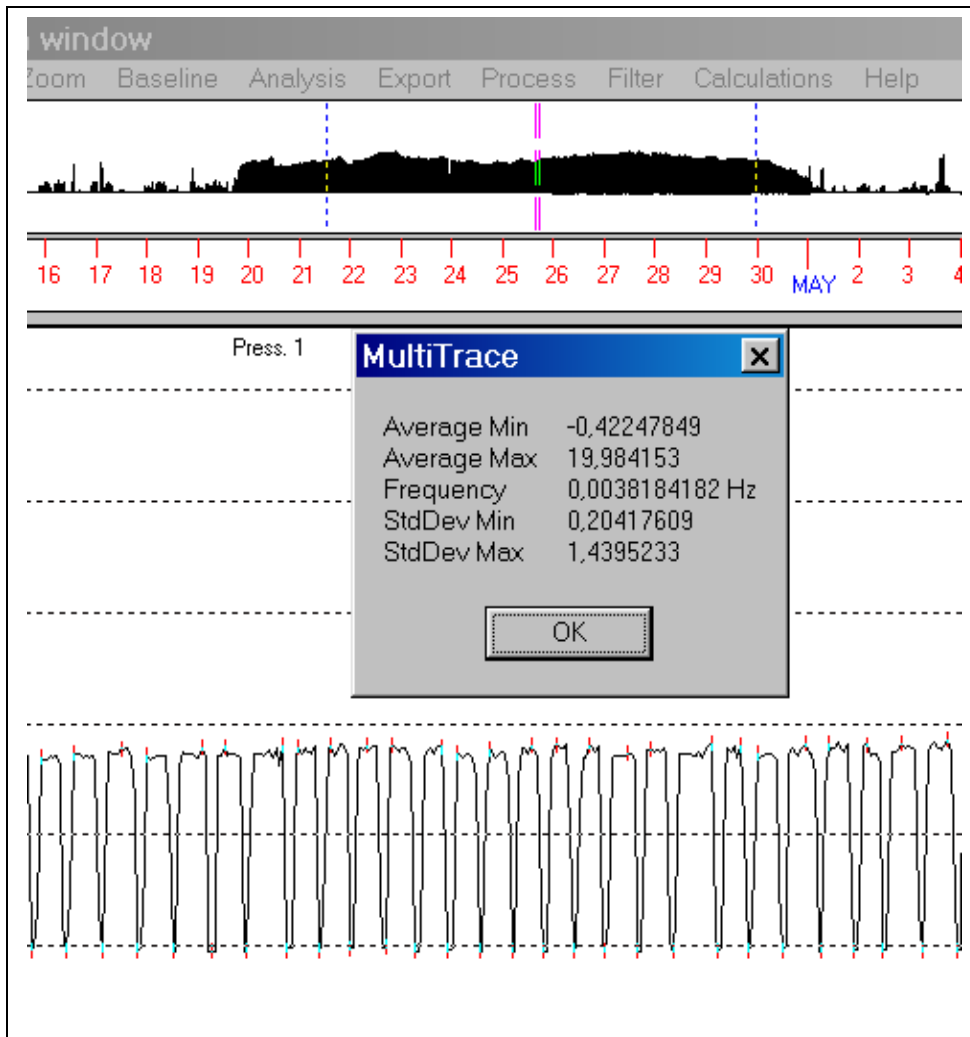 window
Zoom Baseline Analysis Export Process Filter Calculations Help
16 17 18 19 20 21 22 23 24 25 26 27 28 29 30 MAY 2 3 4
Press. 1
MultiTrace
Average Min -0,42247849
Average Max 19,984153
Frequency 0,0038184182 Hz
StdDev Min 0,20417609
StdDev Max 1,4395233
OK